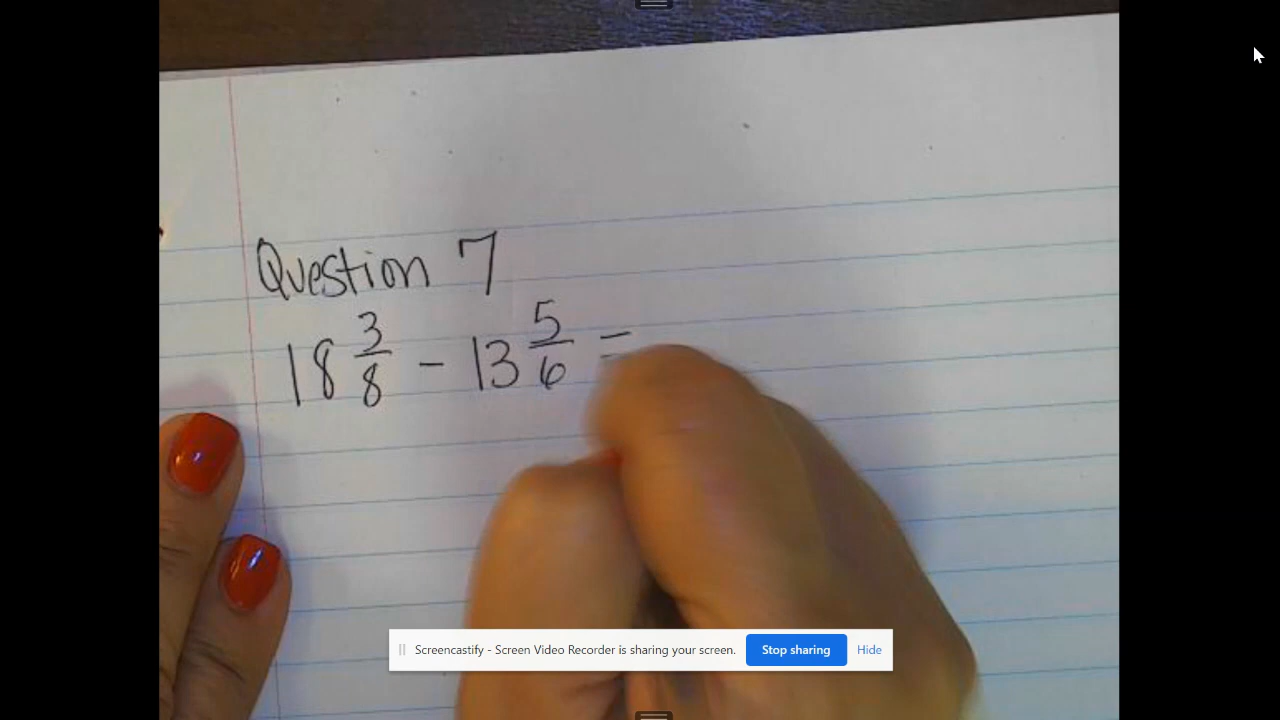 Question 7
18 3/8 - 13 5/6 =
Screencastify - Screen Video Recorder is sharing your screen.
Stop sharing
Hide